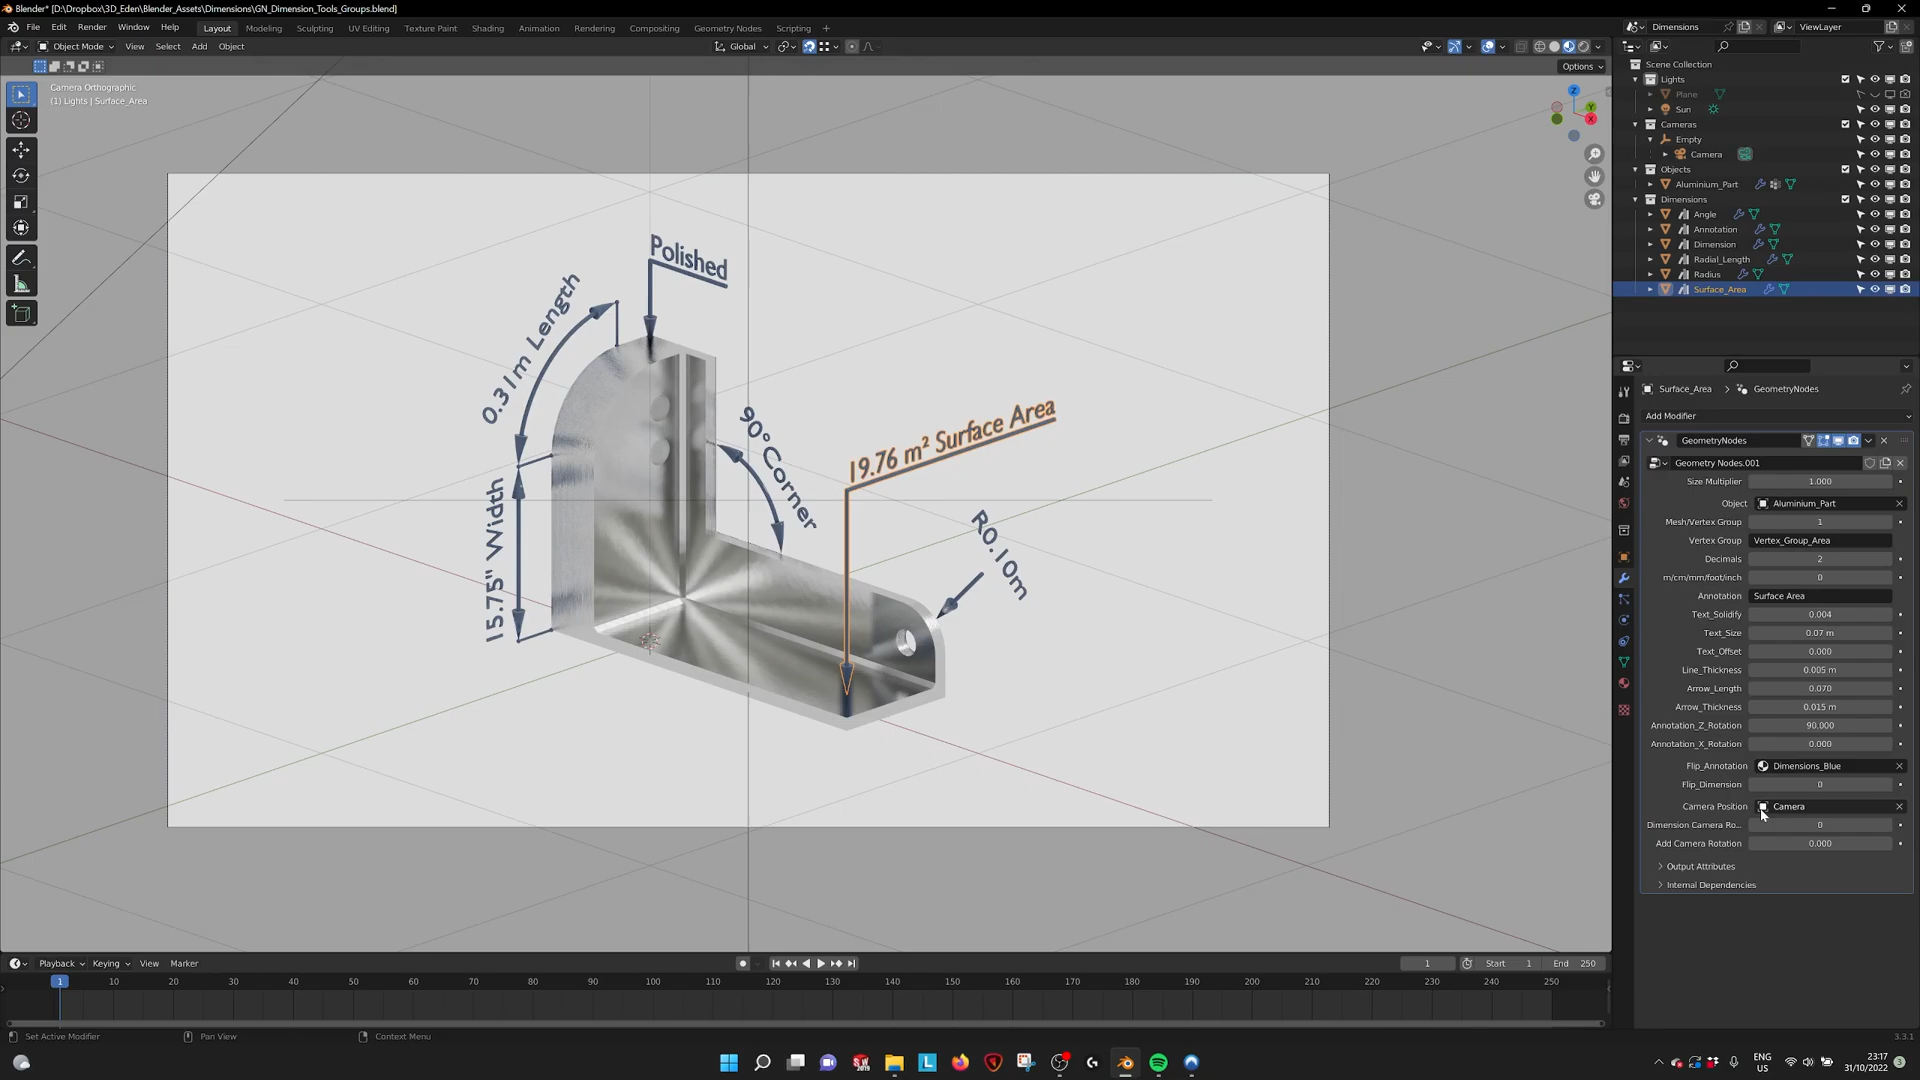 Blender* [D:\Dropbox\3D_Eden\Blender_Assets\Dimensions\GN_Dimension_Tools_Groups.blend]
File Edit Render Window Help Layout Modeling Sculpting UV Editing Texture Paint Shading Animation Rendering Compositing Geometry Nodes Scripting Dimensions ViewLayer
Object Mode View Select Add Object Global
Options
Camera Orthographic
(1) Lights | Surface_Area
Polished
0.31m Length
15.75" Width
90° Corner
19.76 m² Surface Area
R0.10m
Z
Y
X
Scene Collection
Lights
Plane
Sun
Cameras
Empty
Camera
Objects
Aluminium_Part
Dimensions
Angle
Annotation
Dimension
Radial_Length
Radius
Surface_Area
Surface_Area > GeometryNodes
Add Modifier
GeometryNodes
Geometry Nodes.001
Size Multiplier 1.000
Object Aluminium_Part
Mesh/Vertex Group 1
Vertex Group Vertex_Group_Area
Decimals 2
m/cm/mm/foot/inch 0
Annotation Surface Area
Text_Solidify 0.004
Text_Size 0.07 m
Text_Offset 0.000
Line_Thickness 0.005 m
Arrow_Length 0.070
Arrow_Thickness 0.015 m
Annotation_Z_Rotation 90.000
Annotation_X_Rotation 0.000
Flip_Annotation Dimensions_Blue
Flip_Dimension 0
Camera Position Camera
Dimension Camera Ro... 0
Add Camera Rotation 0.000
Output Attributes
Internal Dependencies
Playback Keying View Marker 1 Start 1 End 250
1 10 20 30 40 50 60 70 80 90 100 110 120 130 140 150 160 170 180 190 200 210 220 230 240 250
Set Active Modifier Pan View Context Menu 3.3.1
ENG
US
23:17
31/10/2022